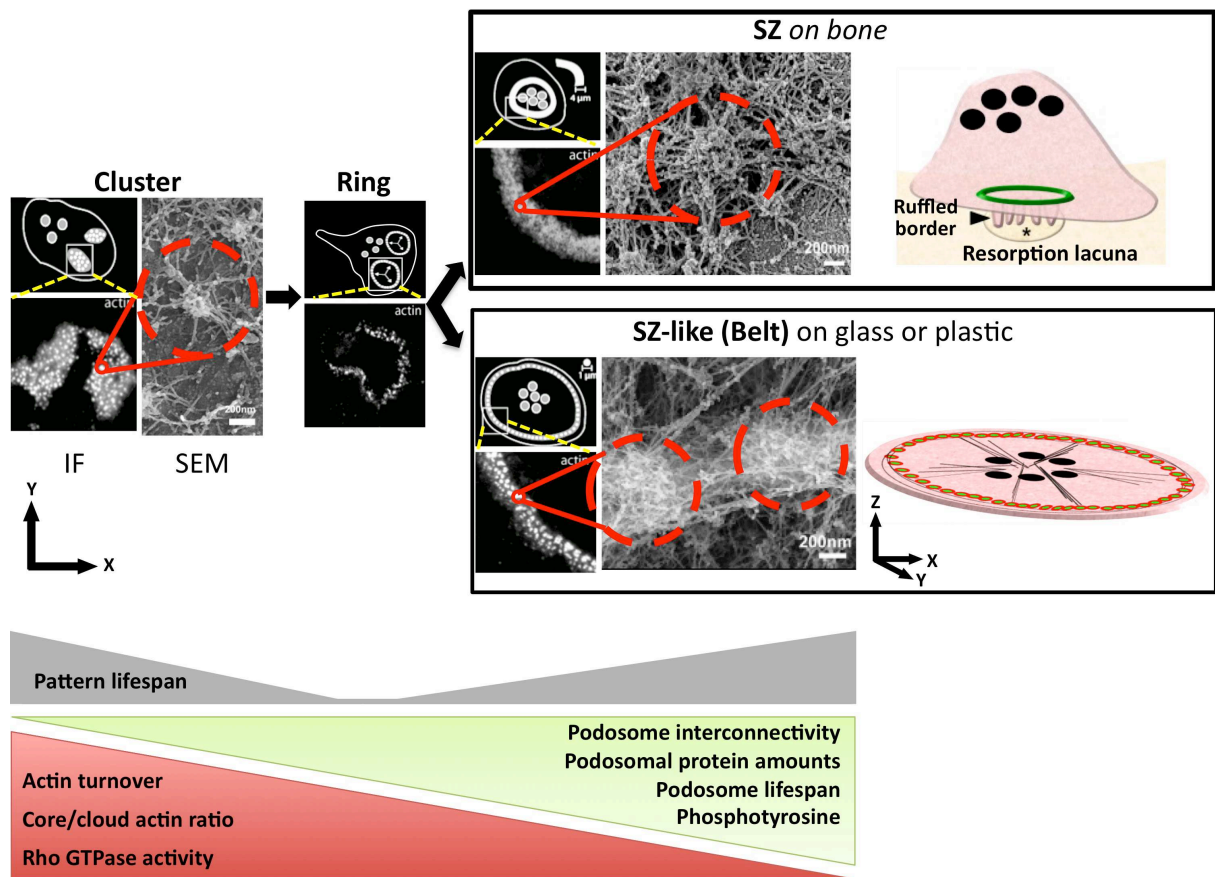 SZ on bone
4 µm
actin
200nm
Ruffled
border
*
Resorption lacuna
Cluster
Ring
actin
200nm
actin
IF
SEM
Y
X
SZ-like (Belt) on glass or plastic
1 µm
actin
200nm
Z
X
Y
Pattern lifespan
Podosome interconnectivity
Podosomal protein amounts
Podosome lifespan
Phosphotyrosine
Actin turnover
Core/cloud actin ratio
Rho GTPase activity